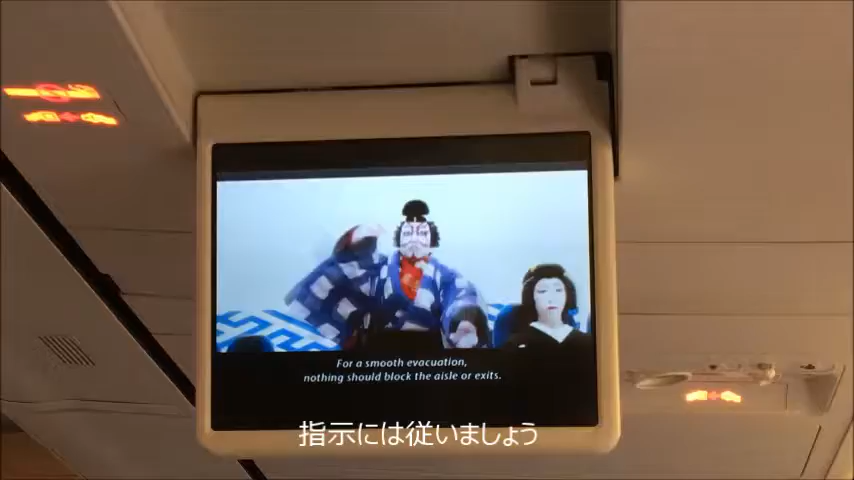 For a smooth evacuation,
nothing should block the aisle or exits.
指示には従いましょう